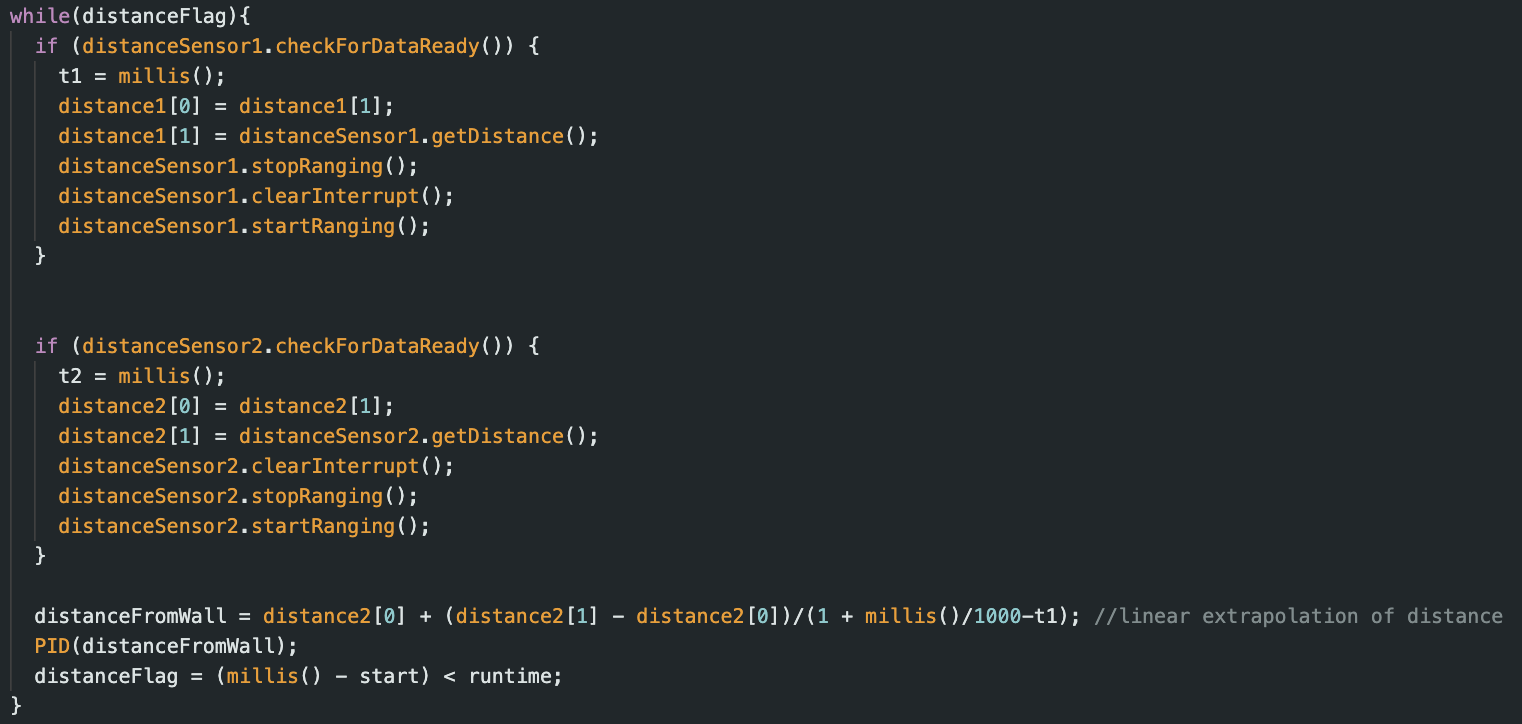 while(distanceFlag){
  if (distanceSensor1.checkForDataReady()) {
    t1 = millis();
    distance1[0] = distance1[1];
    distance1[1] = distanceSensor1.getDistance();
    distanceSensor1.stopRanging();
    distanceSensor1.clearInterrupt();
    distanceSensor1.startRanging();
  }
  if (distanceSensor2.checkForDataReady()) {
    t2 = millis();
    distance2[0] = distance2[1];
    distance2[1] = distanceSensor2.getDistance();
    distanceSensor2.clearInterrupt();
    distanceSensor2.stopRanging();
    distanceSensor2.startRanging();
  }
  distanceFromWall = distance2[0] + (distance2[1] - distance2[0])/(1 + millis()/1000-t1); //linear extrapolation of distance
  PID(distanceFromWall);
  distanceFlag = (millis() - start) < runtime;
}